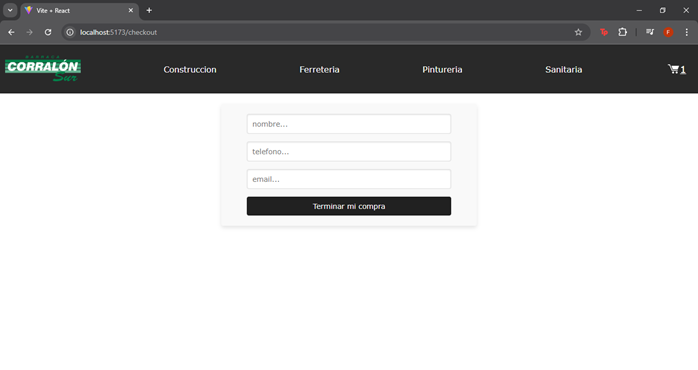 Vite + React
localhost:5173/checkout
F
CORRALÓN
Sur
Construccion
Ferreteria
Pintureria
Sanitaria
1
nombre...
telefono...
email...
Terminar mi compra